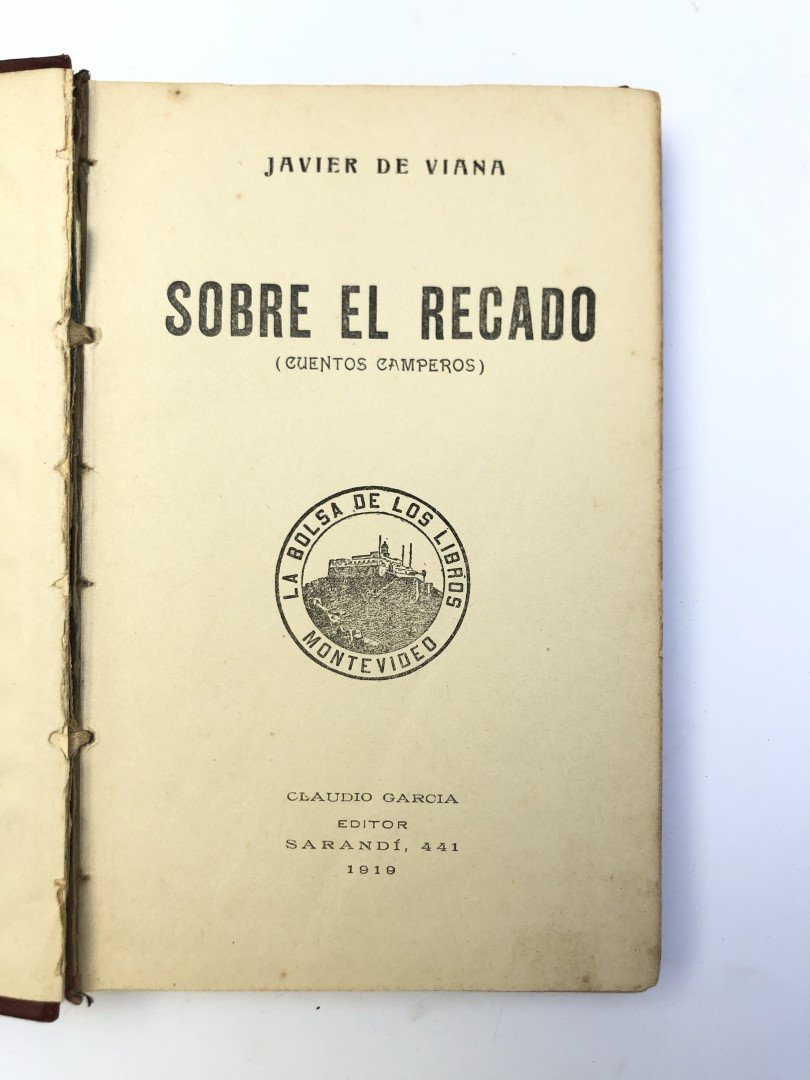 JAVIER DE VIANA
SOBRE EL RECADO
(CUENTOS CAMPEROS)
LA BOLSA DE LOS LIBROS
MONTEVIDEO
CLAUDIO GARCIA
EDITOR
SARANDÍ, 441
1919